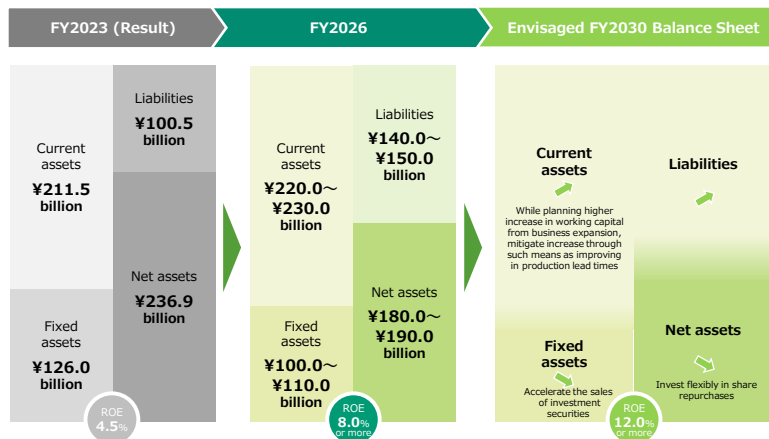 FY2023 (Result)
FY2026
Envisaged FY2030 Balance Sheet
Current
assets
¥211.5
billion
Fixed
assets
¥126.0
billion
Liabilities
¥100.5
billion
Net assets
¥236.9
billion
ROE
4.5%
Current
assets
¥220.0～
¥230.0
billion
Fixed
assets
¥100.0～
¥110.0
billion
Liabilities
¥140.0～
¥150.0
billion
Net assets
¥180.0～
¥190.0
billion
ROE
8.0%
or more
Current
assets
While planning higher
increase in working capital
from business expansion,
mitigate increase through
such means as improving
in production lead times
Fixed
assets
Accelerate the sales
of investment
securities
Liabilities
Net assets
Invest flexibly in share
repurchases
ROE
12.0%
or more